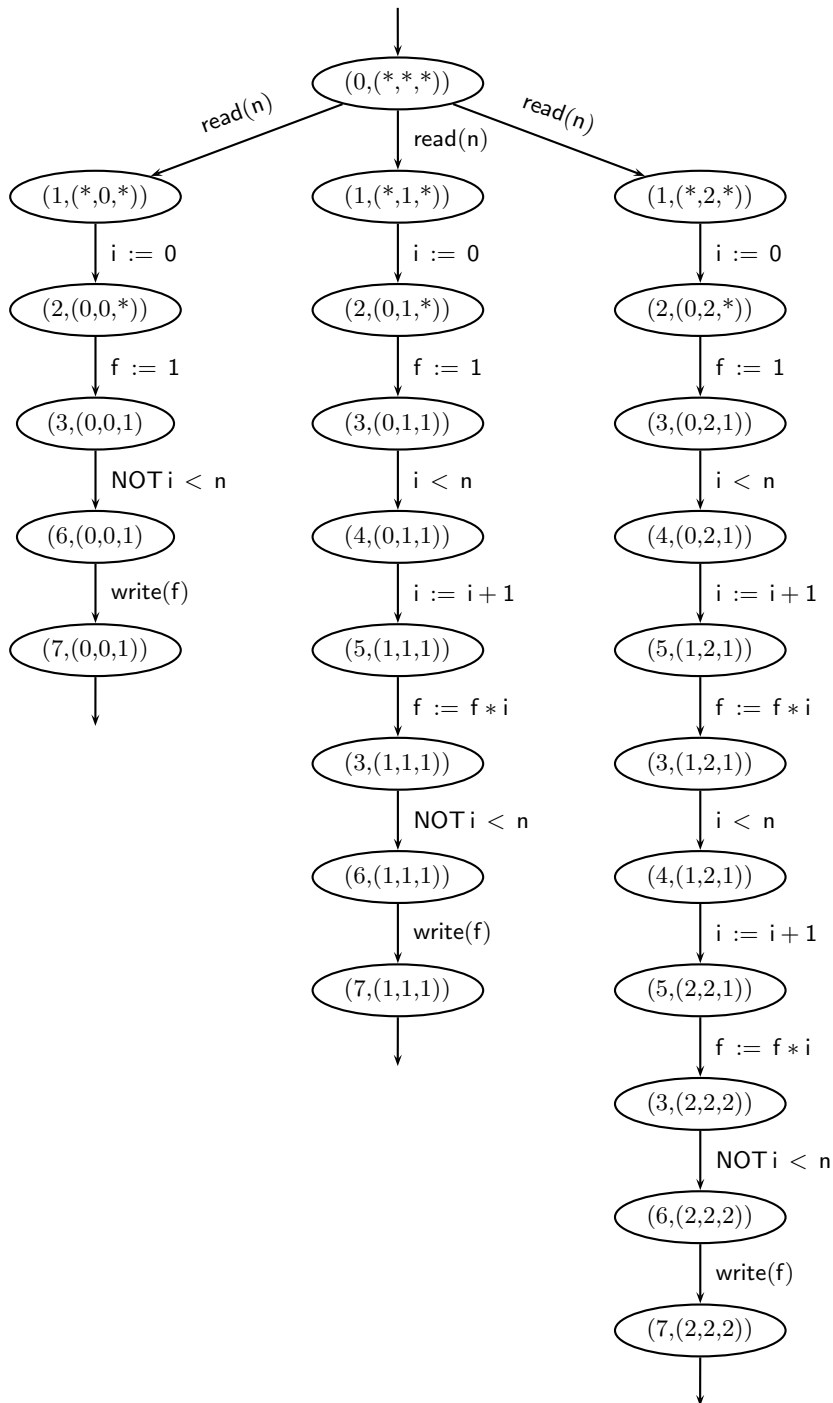 (0,(*,*,*))
read(n) read(n) read(n)
(1,(*,0,*)) (1,(*,1,*)) (1,(*,2,*))
i := 0 i := 0 i := 0
(2,(0,0,*)) (2,(0,1,*)) (2,(0,2,*))
f := 1 f := 1 f := 1
(3,(0,0,1) (3,(0,1,1)) (3,(0,2,1))
NOT i < n i < n i < n
(6,(0,0,1) (4,(0,1,1)) (4,(0,2,1))
write(f) i := i + 1 i := i + 1
(7,(0,0,1)) (5,(1,1,1)) (5,(1,2,1))
f := f * i f := f * i
(3,(1,1,1)) (3,(1,2,1))
NOT i < n i < n
(6,(1,1,1)) (4,(1,2,1))
write(f) i := i + 1
(7,(1,1,1)) (5,(2,2,1))
f := f * i
(3,(2,2,2))
NOT i < n
(6,(2,2,2))
write(f)
(7,(2,2,2))